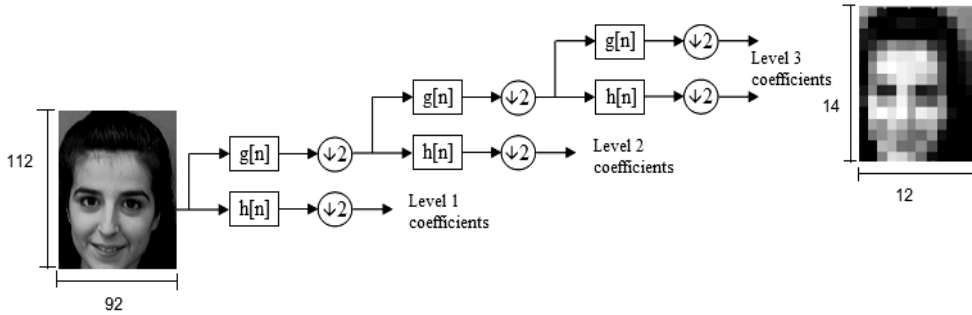 g[n] ↓2
Level 3
coefficients
g[n] ↓2 h[n] ↓2
14
112
g[n] ↓2 h[n] ↓2
Level 2
coefficients
h[n] ↓2
Level 1
coefficients
12
92